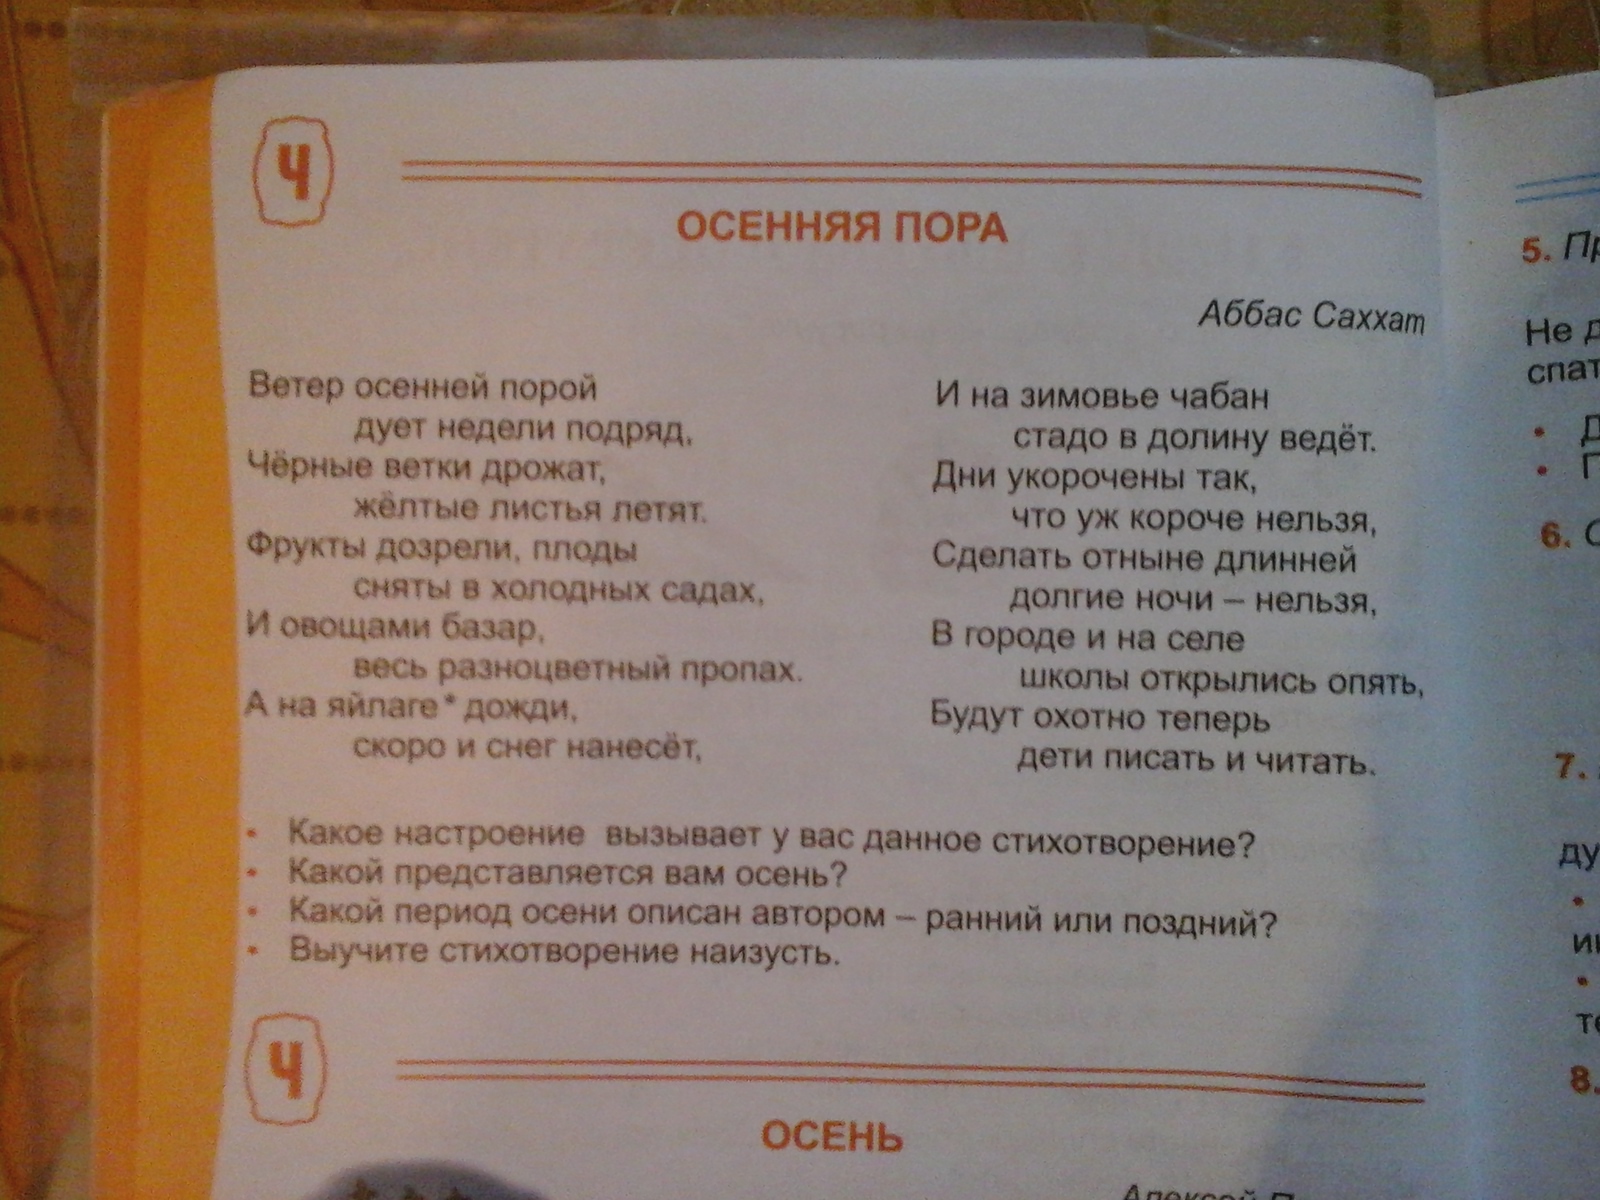 Ч
ОСЕННЯЯ ПОРА
Аббас Саххат
Ветер осенней порой
дует недели подряд,
Чёрные ветки дрожат,
жёлтые листья летят.
Фрукты дозрели, плоды
сняты в холодных садах,
И овощами базар,
весь разноцветный пропах.
А на яйлаге* дожди,
скоро и снег нанесёт,
И на зимовье чабан
стадо в долину ведёт.
Дни укорочены так,
что уж короче нельзя,
Сделать отныне длинней
долгие ночи – нельзя,
В городе и на селе
школы открылись опять,
Будут охотно теперь
дети писать и читать.
• Какое настроение вызывает у вас данное стихотворение?
• Какой представляется вам осень?
• Какой период осени описан автором – ранний или поздний?
• Выучите стихотворение наизусть.
Ч
ОСЕНЬ
Алексей
5.
Не
6.
7.
8.